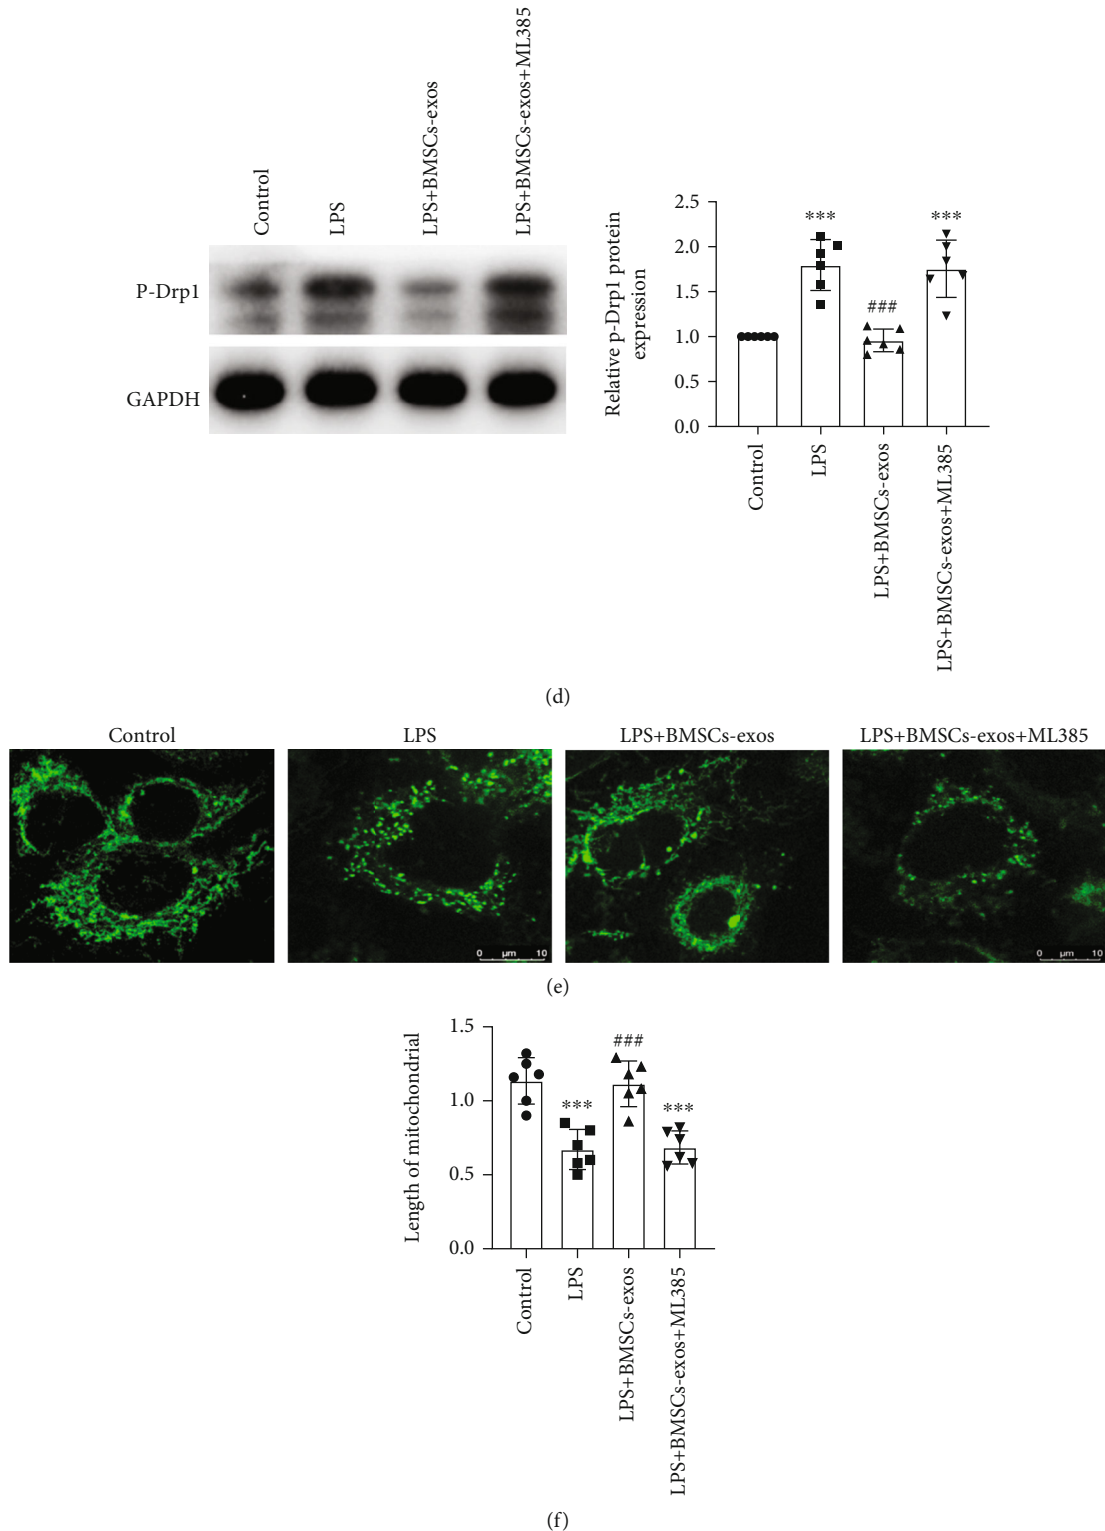 Control
LPS
LPS+BMSCs-exos
LPS+BMSCs-exos+ML385
P-Drp1
GAPDH
Relative p-Drp1 protein
expression
2.5
2.0
1.5
1.0
0.5
0.0
***
###
***
Control
LPS
LPS+BMSCs-exos
LPS+BMSCs-exos+ML385
(d)
Control
LPS
LPS+BMSCs-exos
LPS+BMSCs-exos+ML385
0 μm 10
0 μm 10
(e)
Length of mitochondrial
1.5
1.0
0.5
0.0
***
###
***
Control
LPS
LPS+BMSCs-exos
LPS+BMSCs-exos+ML385
(f)